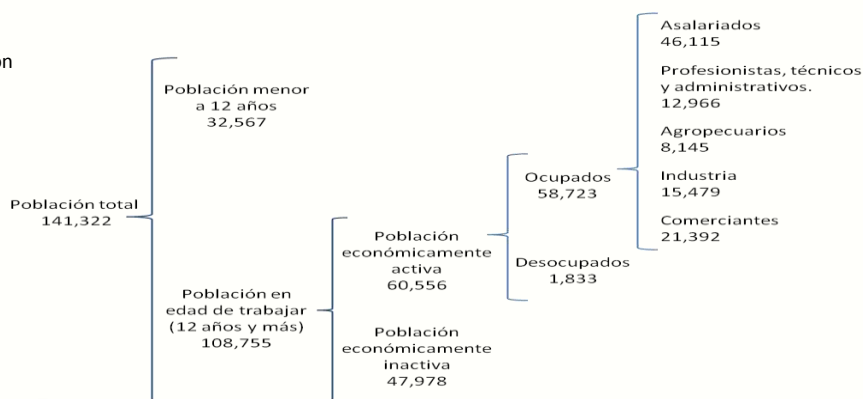 ón
Población total
141,322
Población menor
a 12 años
32,567
Población en
edad de trabajar
(12 años y más)
108,755
Población
económicamente
activa
60,556
Población
económicamente
inactiva
47,978
Ocupados
58,723
Desocupados
1,833
Asalariados
46,115
Profesionistas, técnicos
y administrativos.
12,966
Agropecuarios
8,145
Industria
15,479
Comerciantes
21,392